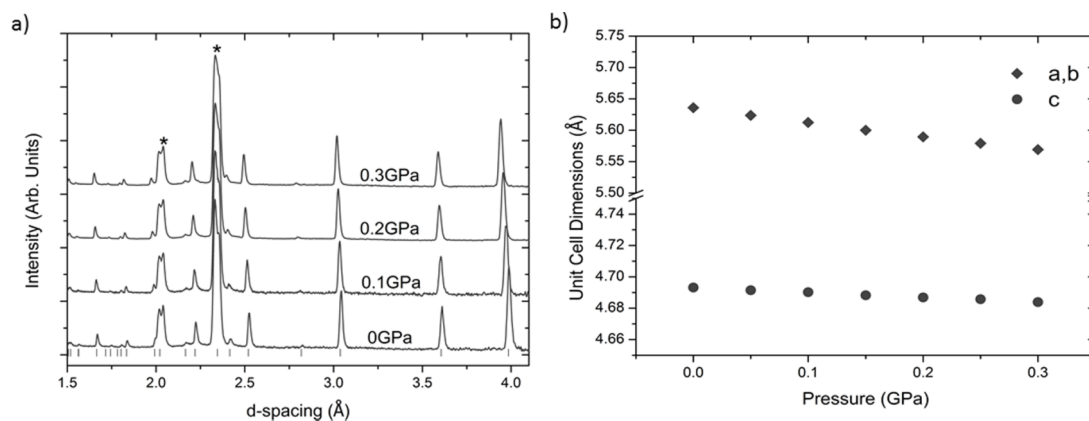 a)
*
*
0.3GPa
0.2GPa
0.1GPa
0GPa
Intensity (Arb. Units)
1.5 2.0 2.5 3.0 3.5 4.0
d-spacing (Å)
b)
5.75
5.70
5.65
5.60
5.55
5.50
4.74
4.72
4.70
4.68
4.66
a,b
c
Unit Cell Dimensions (Å)
0.0 0.1 0.2 0.3
Pressure (GPa)